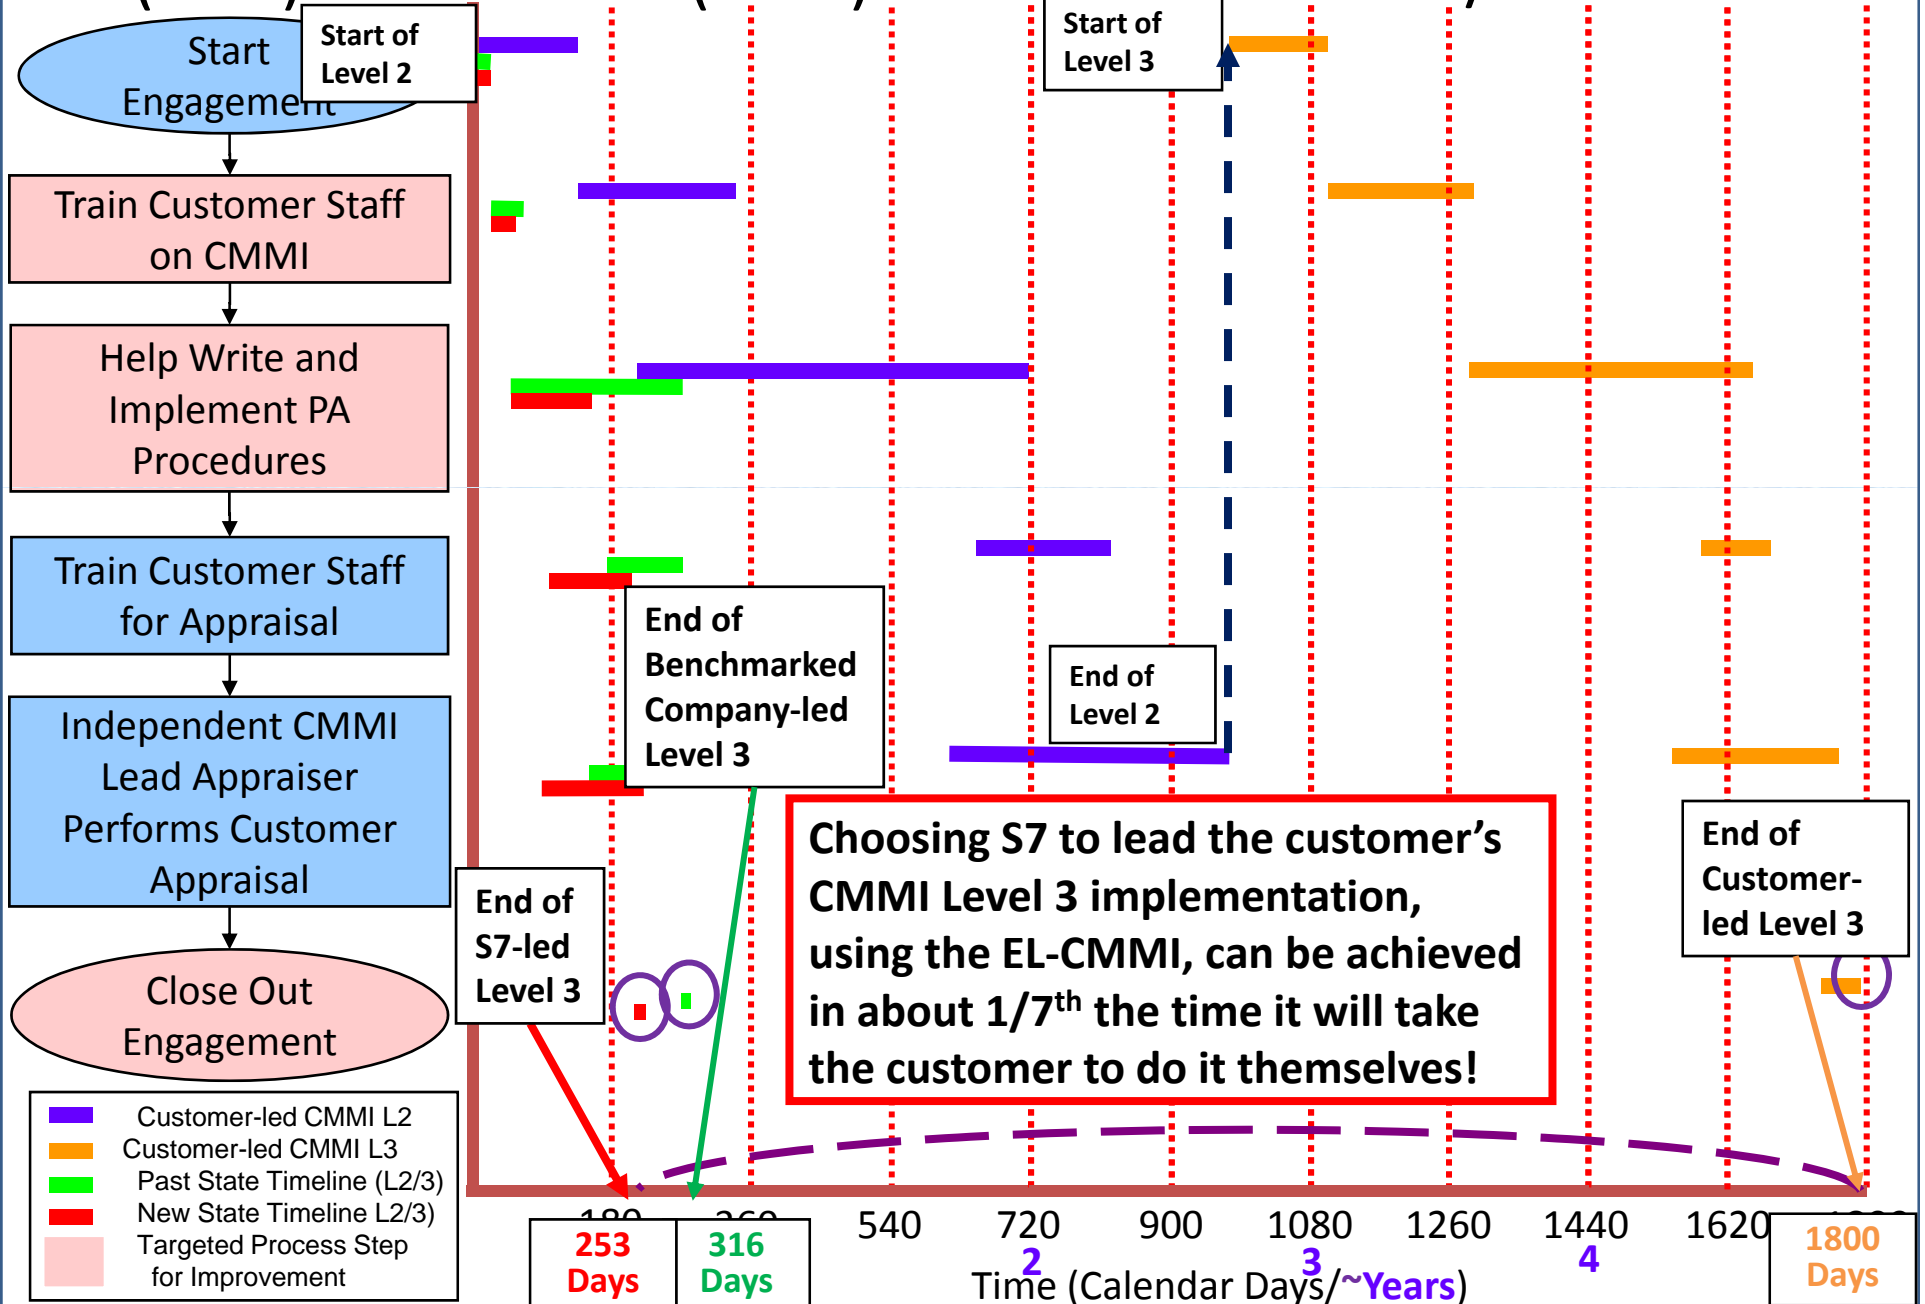 Start
Engagement
Start of
Level 2
Start of
Level 3
Train Customer Staff
on CMMI
Help Write and
Implement PA
Procedures
Train Customer Staff
for Appraisal
Independent CMMI
Lead Appraiser
Performs Customer
Appraisal
Close Out
Engagement
End of
Benchmarked
Company-led
Level 3
End of
Level 2
End of
S7-led
Level 3
Choosing S7 to lead the customer's
CMMI Level 3 implementation,
using the EL-CMMI, can be achieved
in about 1/7th the time it will take
the customer to do it themselves!
End of
Customer-
led Level 3
Customer-led CMMI L2
Customer-led CMMI L3
Past State Timeline (L2/3)
New State Timeline L2/3)
Targeted Process Step
for Improvement
540 720 900 1080 1260 1440 1620
253
Days
316
Days
1800
Days
2 3 4
Time (Calendar Days/~Years)